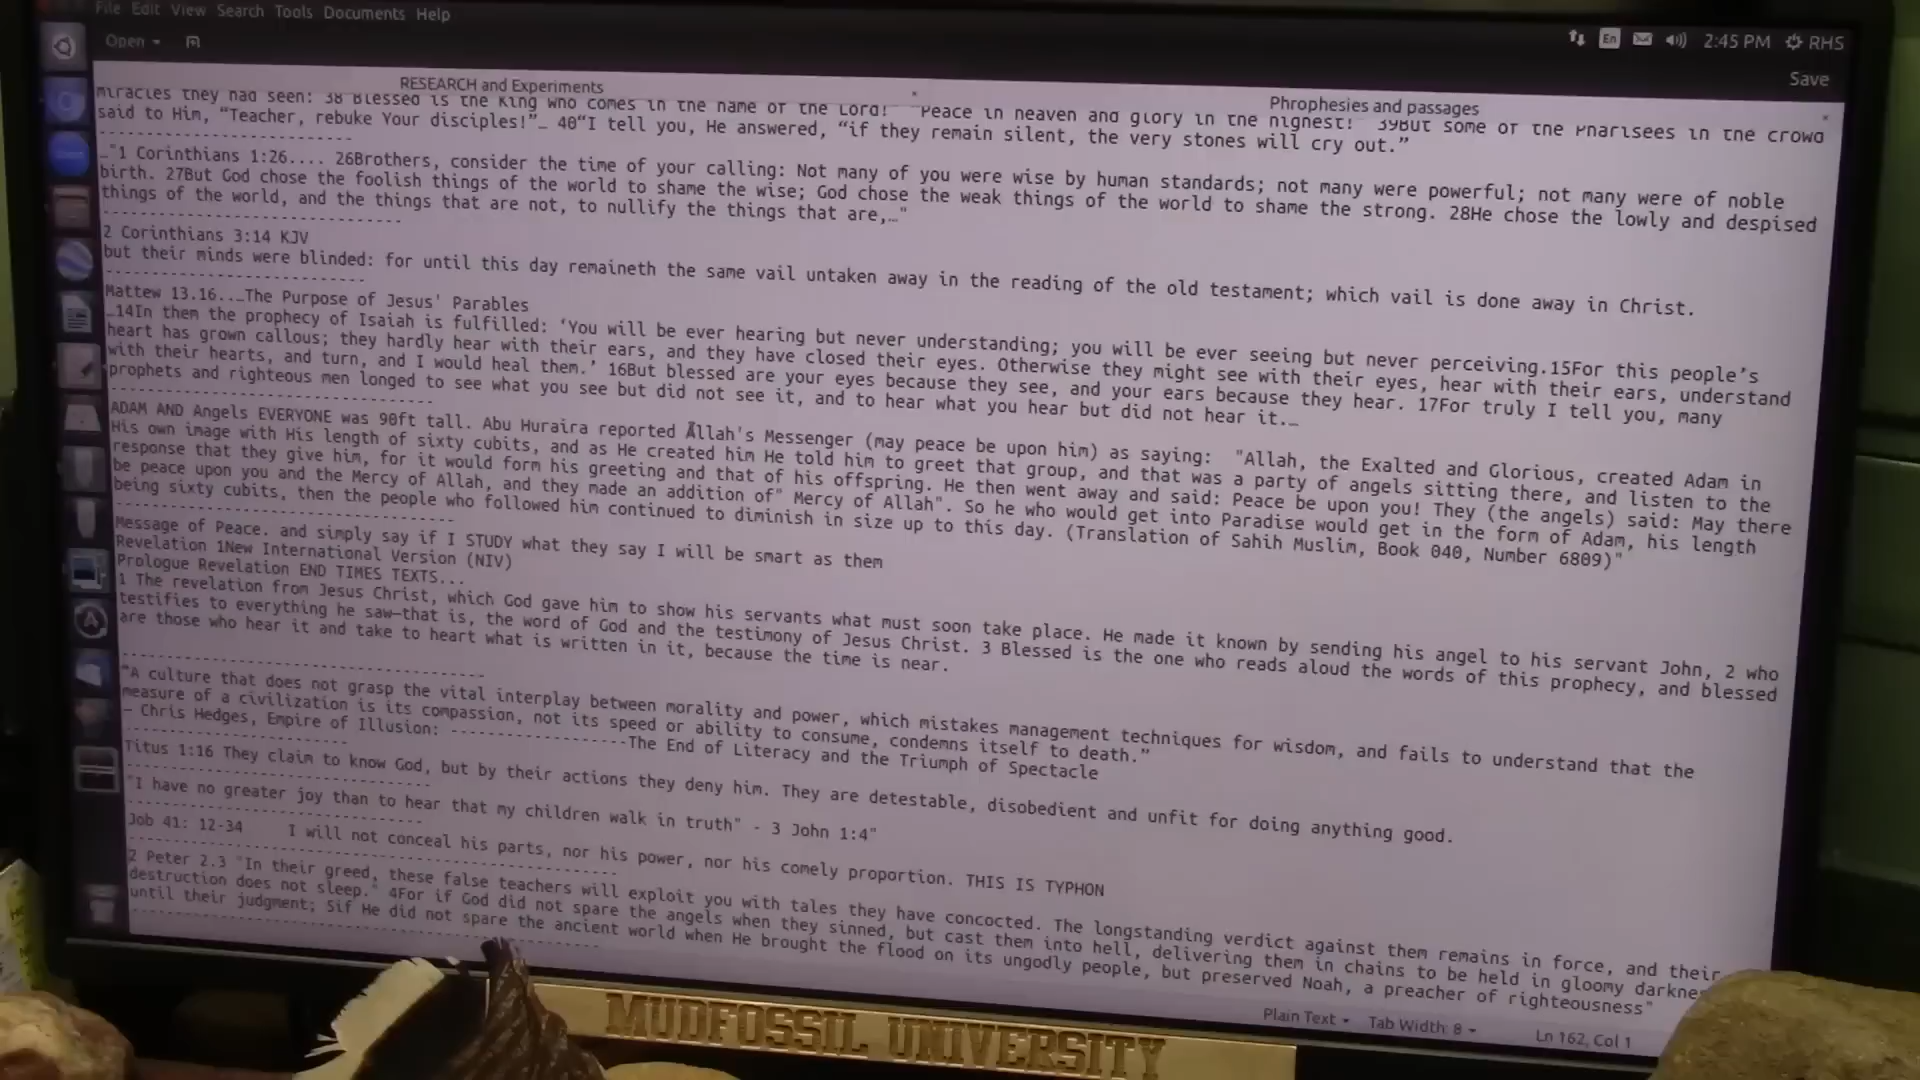 File Edit View Search Tools Documents Help
Open
2:45 PM RHS
En
Save
RESEARCH and Experiments
Phrophesies and passages
miracles they had seen: 38 Blessed is the King who comes in the name of the Lord! "Peace in heaven and glory in the highest! 39But some of the Pharisees in the crowd
said to Him, "Teacher, rebuke Your disciples!"… 40"I tell you, He answered, "if they remain silent, the very stones will cry out."
…"1 Corinthians 1:26.... 26Brothers, consider the time of your calling: Not many of you were wise by human standards; not many were powerful; not many were of noble
birth. 27But God chose the foolish things of the world to shame the wise; God chose the weak things of the world to shame the strong. 28He chose the lowly and despised
things of the world, and the things that are not, to nullify the things that are,…"
2 Corinthians 3:14 KJV
but their minds were blinded: for until this day remaineth the same vail untaken away in the reading of the old testament; which vail is done away in Christ.
Mattew 13.16..…The Purpose of Jesus' Parables
…14In them the prophecy of Isaiah is fulfilled: 'You will be ever hearing but never understanding; you will be ever seeing but never perceiving.15For this people's
heart has grown callous; they hardly hear with their ears, and they have closed their eyes. Otherwise they might see with their eyes, hear with their ears, understand
with their hearts, and turn, and I would heal them.' 16But blessed are your eyes because they see, and your ears because they hear. 17For truly I tell you, many
prophets and righteous men longed to see what you see but did not see it, and to hear what you hear but did not hear it.…
ADAM AND Angels EVERYONE was 90ft tall. Abu Huraira reported Allah's Messenger (may peace be upon him) as saying: "Allah, the Exalted and Glorious, created Adam in
His own image with His length of sixty cubits, and as He created him He told him to greet that group, and that was a party of angels sitting there, and listen to the
response that they give him, for it would form his greeting and that of his offspring. He then went away and said: Peace be upon you! They (the angels) said: May there
be peace upon you and the Mercy of Allah, and they made an addition of" Mercy of Allah". So he who would get into Paradise would get in the form of Adam, his length
being sixty cubits, then the people who followed him continued to diminish in size up to this day. (Translation of Sahih Muslim, Book 040, Number 6809)"
Message of Peace. and simply say if I STUDY what they say I will be smart as them
Revelation 1New International Version (NIV)
Prologue Revelation END TIMES TEXTS...
1 The revelation from Jesus Christ, which God gave him to show his servants what must soon take place. He made it known by sending his angel to his servant John, 2 who
testifies to everything he saw—that is, the word of God and the testimony of Jesus Christ. 3 Blessed is the one who reads aloud the words of this prophecy, and blessed
are those who hear it and take to heart what is written in it, because the time is near.
"A culture that does not grasp the vital interplay between morality and power, which mistakes management techniques for wisdom, and fails to understand that the
measure of a civilization is its compassion, not its speed or ability to consume, condemns itself to death."
— Chris Hedges, Empire of Illusion: ------------------The End of Literacy and the Triumph of Spectacle
Titus 1:16 They claim to know God, but by their actions they deny him. They are detestable, disobedient and unfit for doing anything good.
"I have no greater joy than to hear that my children walk in truth" - 3 John 1:4"
Job 41: 12-34 I will not conceal his parts, nor his power, nor his comely proportion. THIS IS TYPHON
2 Peter 2.3 "In their greed, these false teachers will exploit you with tales they have concocted. The longstanding verdict against them remains in force, and their
destruction does not sleep." 4For if God did not spare the angels when they sinned, but cast them into hell, delivering them in chains to be held in gloomy darkne
until their judgment; 5if He did not spare the ancient world when He brought the flood on its ungodly people, but preserved Noah, a preacher of righteousness"
Plain Text Tab Width: 8 Ln 162, Col 1
MUDFOSSIL UNIVERSITY